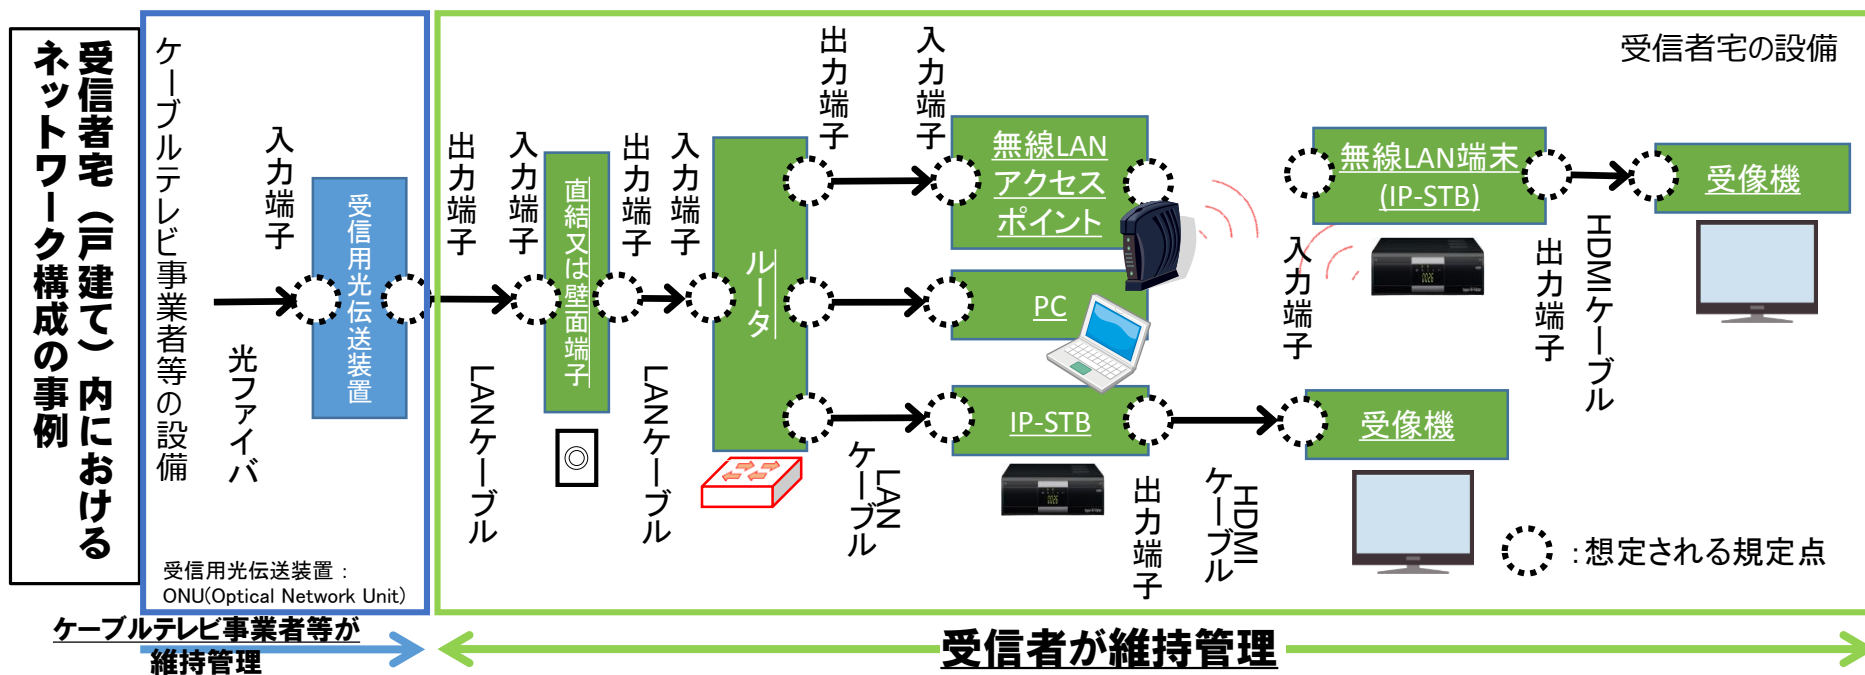 受信者宅（戸建て）内における
ネットワーク構成の事例
ケーブルテレビ事業者等の設備
入力端子
受信用光伝送装置
光ファイバ
受信用光伝送装置：
ONU(Optical Network Unit)
ケーブルテレビ事業者等が
維持管理
受信者宅の設備
出力端子
LANケーブル
入力端子
直結又は壁面端子
出力端子
LANケーブル
入力端子
ルータ
出力端子
入力端子
無線LAN
アクセス
ポイント
PC
LAN
ケーブル
IP-STB
出力端子
HDMI
ケーブル
受像機
入力端子
無線LAN端末
(IP-STB)
出力端子
HDMIケーブル
受像機
：想定される規定点
受信者が維持管理